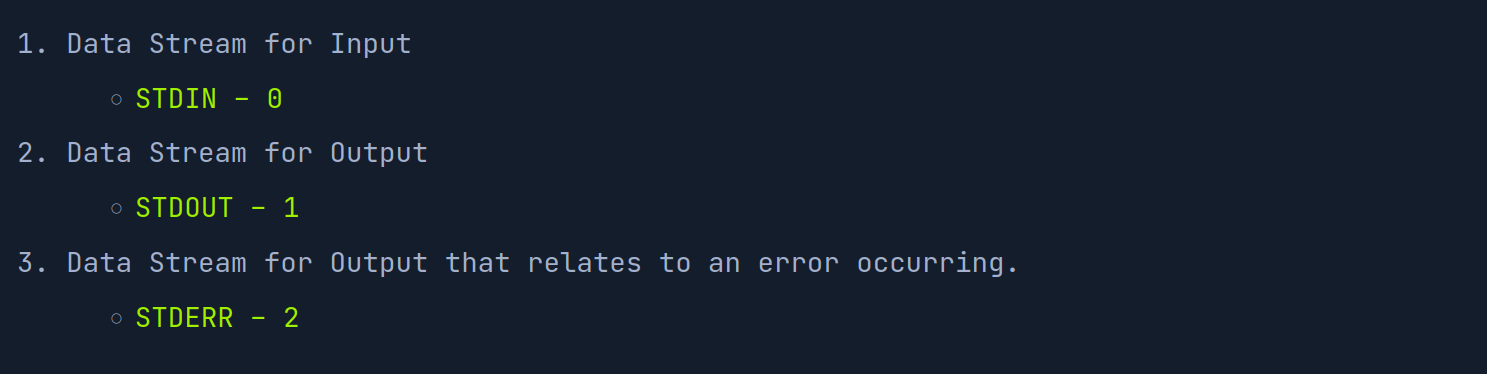 1. Data Stream for Input
○ STDIN – 0
2. Data Stream for Output
○ STDOUT – 1
3. Data Stream for Output that relates to an error occurring.
○ STDERR – 2